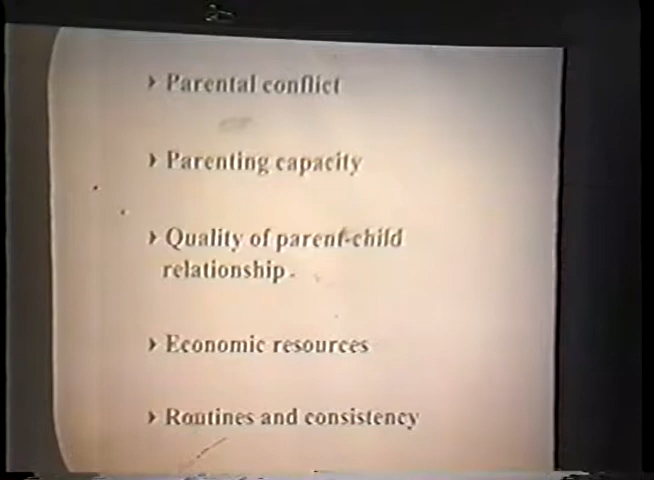 › Parental conflict
› Parenting capacity
› Quality of parent-child
relationship.
› Economic resources
› Routines and consistency